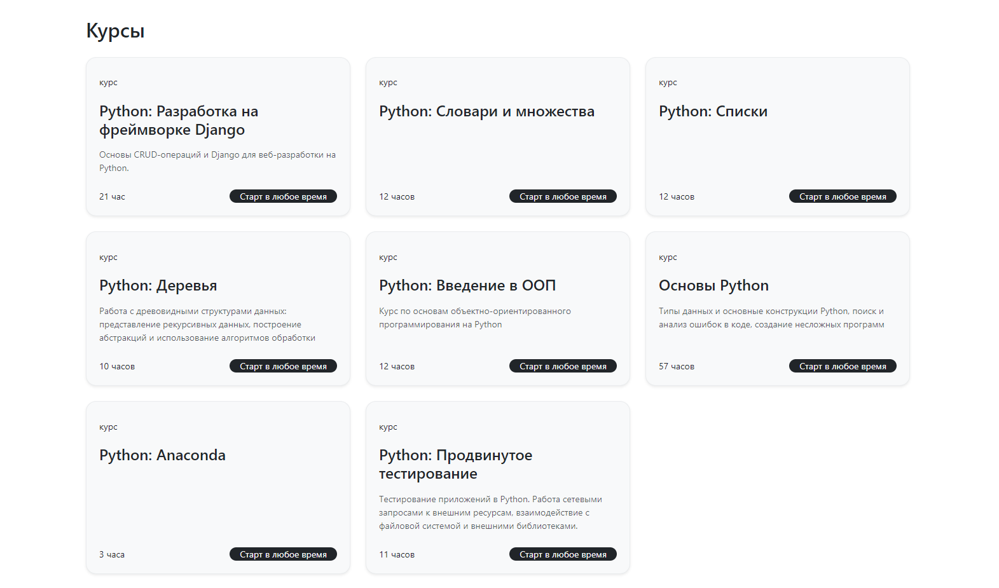 Курсы
курс
Python: Разработка на
фреймворке Django
Основы CRUD-операций и Django для веб-разработки на
Python.
21 час
Старт в любое время
курс
Python: Словари и множества
12 часов
Старт в любое время
курс
Python: Списки
12 часов
Старт в любое время
курс
Python: Деревья
Работа с древовидными структурами данных:
представление рекурсивных данных, построение
абстракций и использование алгоритмов обработки
10 часов
Старт в любое время
курс
Python: Введение в ООП
Курс по основам объектно-ориентированного
программирования на Python
12 часов
Старт в любое время
курс
Основы Python
Типы данных и основные конструкции Python, поиск и
анализ ошибок в коде, создание несложных программ
57 часов
Старт в любое время
курс
Python: Anaconda
3 часа
Старт в любое время
курс
Python: Продвинутое
тестирование
Тестирование приложений в Python. Работа сетевыми
запросами к внешним ресурсам, взаимодействие с
файловой системой и внешними библиотеками.
11 часов
Старт в любое время